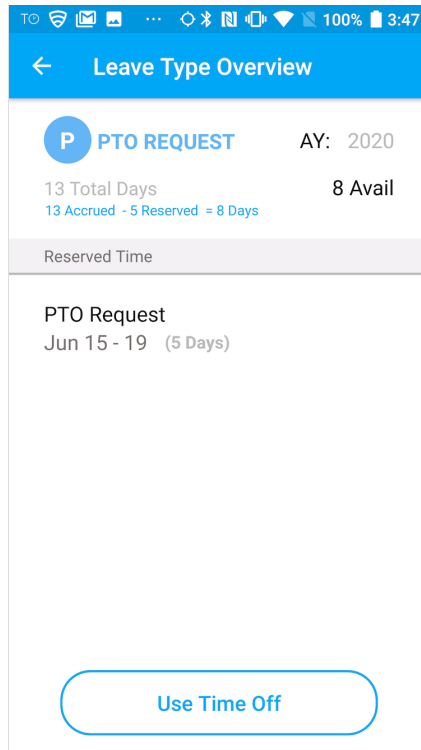 TO 100% 3:47
Leave Type Overview
P PTO REQUEST AY: 2020
13 Total Days 8 Avail
13 Accrued - 5 Reserved = 8 Days
Reserved Time
PTO Request
Jun 15 - 19 (5 Days)
Use Time Off